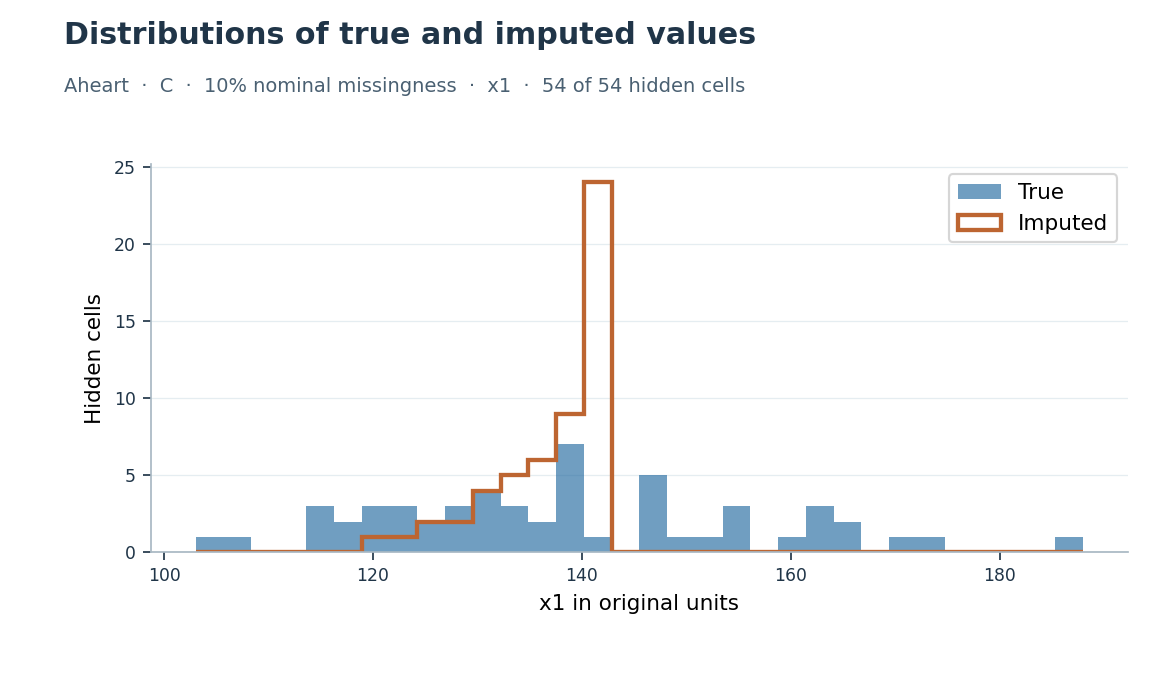 Distributions of true and imputed values
Aheart · C · 10% nominal missingness · x1 · 54 of 54 hidden cells
25
20
15
10
5
0
Hidden cells
True
Imputed
100 120 140 160 180
x1 in original units